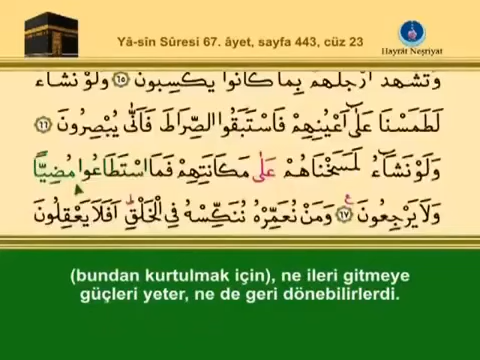 Yâ-sîn Sûresi 67. âyet, sayfa 443, cüz 23
Hayrât Neşriyat
وَتَشْهَدُ اَرْجُلُهُمْ بِمَا كَانُوا يَكْسِبُونَ ﴿٦٥﴾ وَلَوْ نَشَاءُ
لَطَمَسْنَا عَلٰٓى اَعْيُنِهِمْ فَاسْتَبَقُوا الصِّرَاطَ فَاَنّٰى يُبْصِرُونَ ﴿٦٦﴾
وَلَوْ نَشَٓاءُ لَمَسَخْنَاهُمْ عَلٰى مَكَانَتِهِمْ فَمَا اسْتَطَاعُوا مُضِيًّا
وَلَا يَرْجِعُونَ ﴿٦٧﴾ وَمَنْ نُعَمِّرْهُ نُنَكِّسْهُ فِي الْخَلْقِ اَفَلَا يَعْقِلُونَ
(bundan kurtulmak için), ne ileri gitmeye
güçleri yeter, ne de geri dönebilirlerdi.